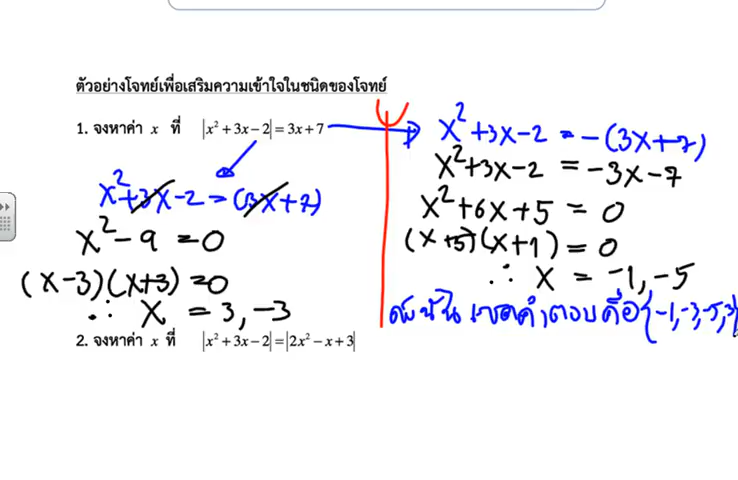 ตัวอย่างโจทย์เพื่อเสริมความเข้าใจในชนิดของโจทย์
1. จงหาค่า x ที่ |x² + 3x − 2| = 3x + 7
x² + 3x − 2 = (3x + 7)
x² − 9 = 0
(x − 3)(x + 3) = 0
∴ x = 3, −3
x² + 3x − 2 = −(3x + 7)
x² + 3x − 2 = −3x − 7
x² + 6x + 5 = 0
(x + 5)(x + 1) = 0
∴ x = −1, −5
ดังนั้น เซตคำตอบคือ {−1, −3, −5, 3}
2. จงหาค่า x ที่ |x² + 3x − 2| = |2x² − x + 3|